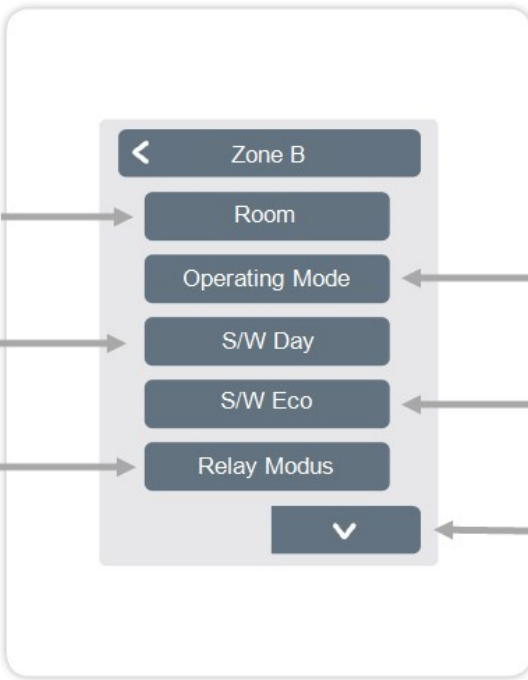 Zone B
Room
Operating Mode
S/W Day
S/W Eco
Relay Modus